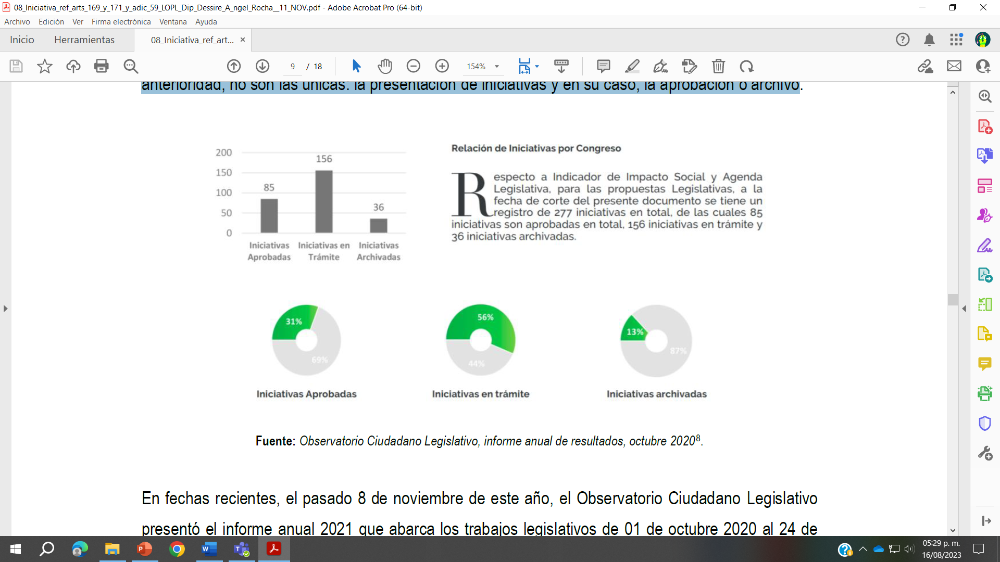 08_Iniciativa_ref_arts_169_y_171_y_adic_59_LOPL_Dip_Dessire_A_ngel_Rocha__11_NOV.pdf - Adobe Acrobat Pro (64-bit)
Archivo Edición Ver Firma electrónica Ventana Ayuda
Inicio Herramientas 08_Iniciativa_ref_art... ×
9 / 18 154%
anterioridad, no son las únicas: la presentación de iniciativas y en su caso, la aprobación o archivo.
200
150
100
50
0
85
156
36
Iniciativas Aprobadas
Iniciativas en Trámite
Iniciativas Archivadas
Relación de Iniciativas por Congreso
Respecto a Indicador de Impacto Social y Agenda
Legislativa, para las propuestas Legislativas, a la
fecha de corte del presente documento se tiene un
registro de 277 iniciativas en total, de las cuales 85
iniciativas son aprobadas en total, 156 iniciativas en trámite y
36 iniciativas archivadas.
31%
69%
Iniciativas Aprobadas
56%
44%
Iniciativas en trámite
13%
87%
Iniciativas archivadas
Fuente: Observatorio Ciudadano Legislativo, informe anual de resultados, octubre 2020⁸.
En fechas recientes, el pasado 8 de noviembre de este año, el Observatorio Ciudadano Legislativo
presentó el informe anual 2021 que abarca los trabajos legislativos de 01 de octubre 2020 al 24 de
05:29 p. m.
16/08/2023